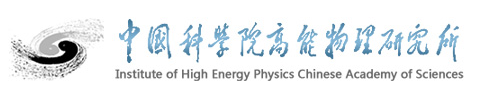 中國科學院高能物理研究所
Institute of High Energy Physics Chinese Academy of Sciences